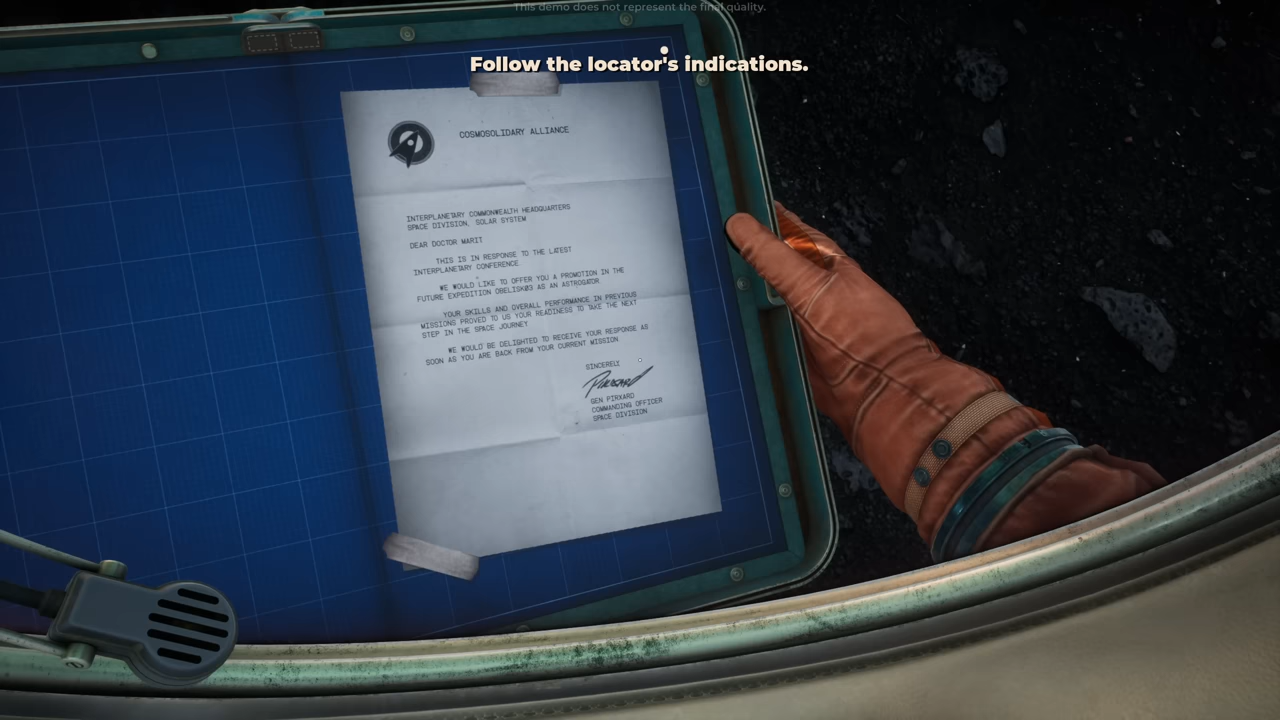 This demo does not represent the final quality.
Follow the locator's indications.
COSMOSOLIDARY ALLIANCE
INTERPLANETARY COMMONWEALTH HEADQUARTERS
SPACE DIVISION, SOLAR SYSTEM
DEAR DOCTOR MARIT
THIS IS IN RESPONSE TO THE LATEST
INTERPLANETARY CONFERENCE
WE WOULD LIKE TO OFFER YOU A PROMOTION IN THE
FUTURE EXPEDITION OBELISK03 AS AN ASTROGATOR
YOUR SKILLS AND OVERALL PERFORMANCE IN PREVIOUS
MISSIONS PROVED TO US YOUR READINESS TO TAKE THE NEXT
STEP IN THE SPACE JOURNEY
WE WOULD BE DELIGHTED TO RECEIVE YOUR RESPONSE AS
SOON AS YOU ARE BACK FROM YOUR CURRENT MISSION
SINCERELY
Pirxard
GEN PIRXARD
COMMANDING OFFICER
SPACE DIVISION